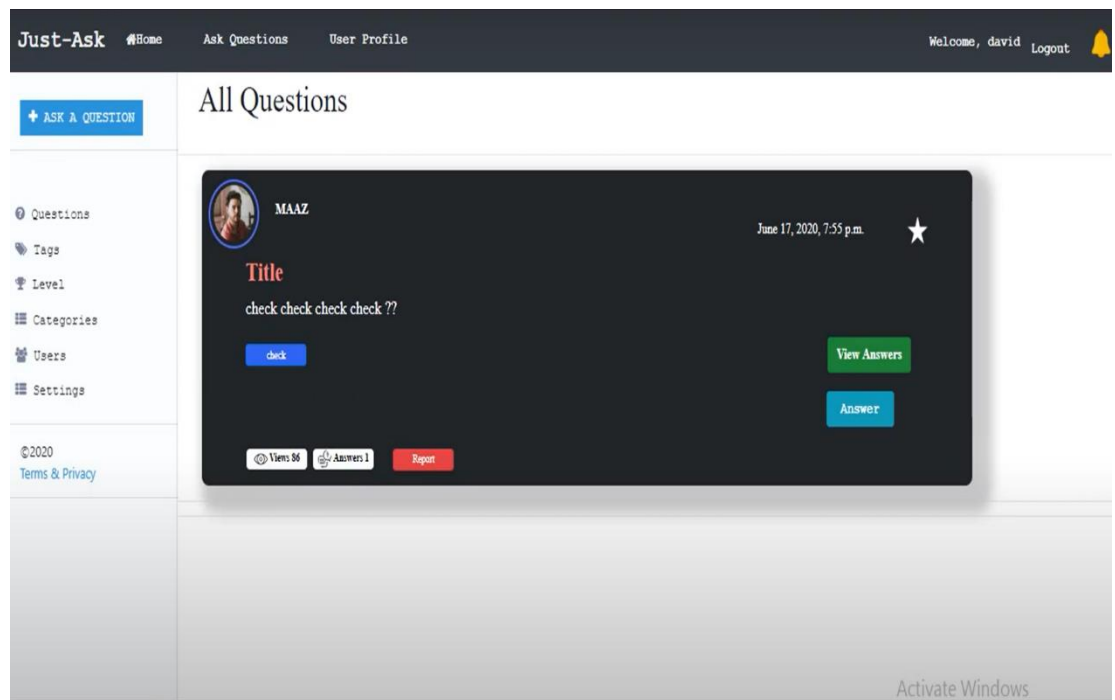 Just-Ask Home Ask Questions User Profile Welcome, david Logout
+ ASK A QUESTION
All Questions
Questions
Tags
Level
Categories
Users
Settings
©2020
Terms & Privacy
MAAZ
June 17, 2020, 7:55 p.m.
Title
check check check check ??
check
View Answers
Answer
Views 86 Answers 1 Report
Activate Windows